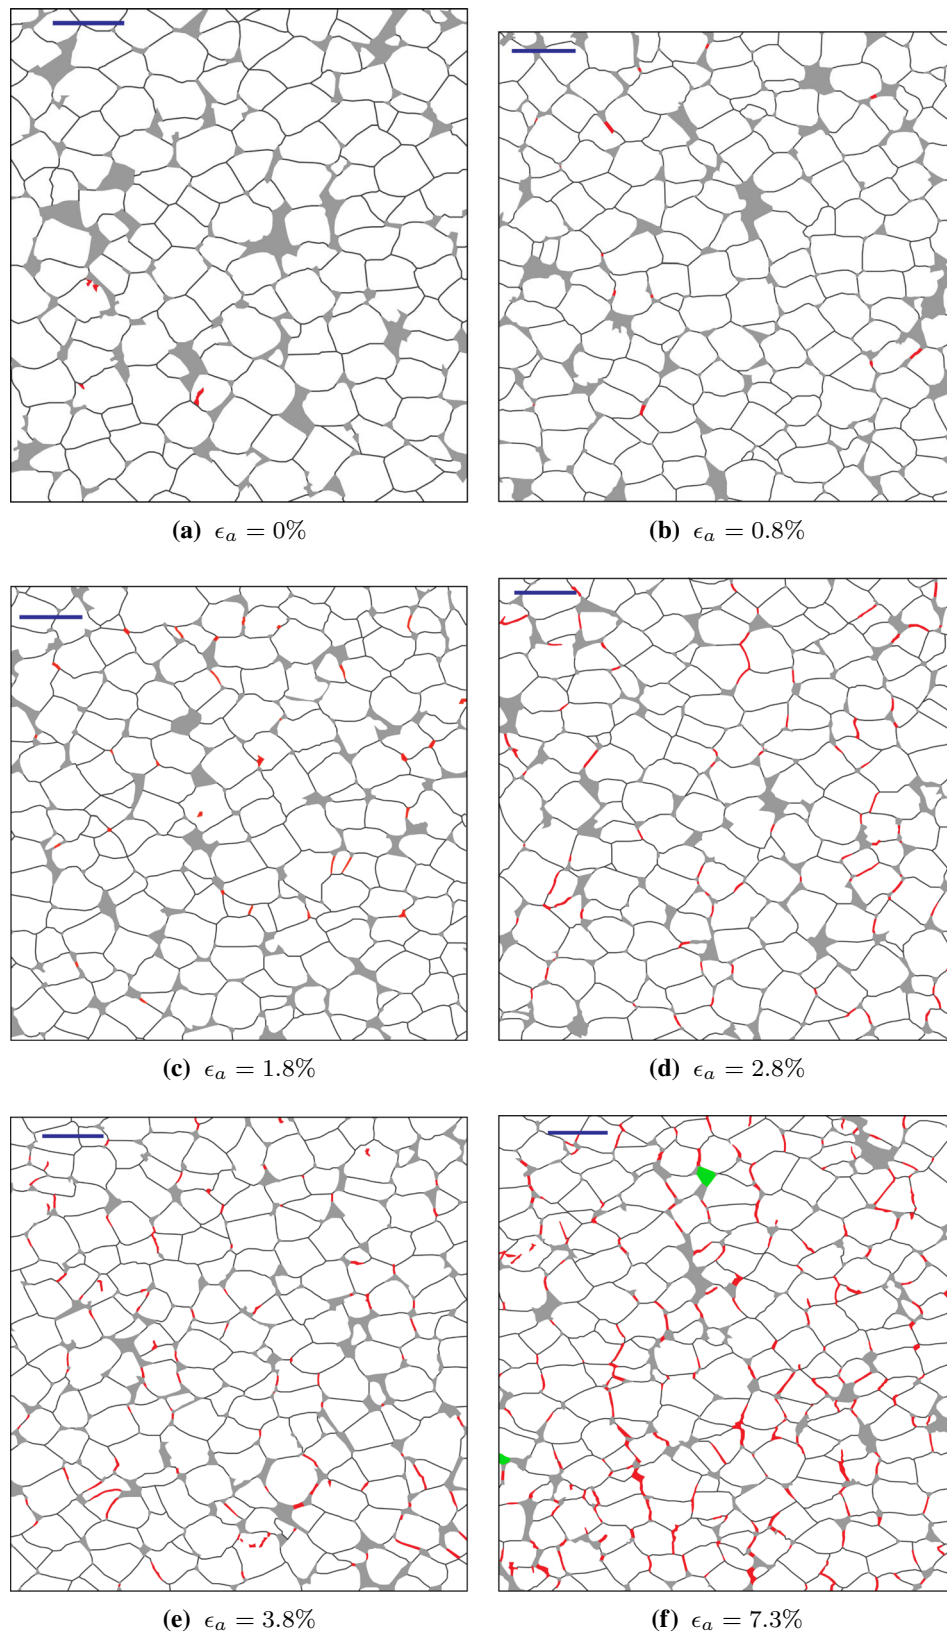 (a) ϵₐ = 0%
(b) ϵₐ = 0.8%
(c) ϵₐ = 1.8%
(d) ϵₐ = 2.8%
(e) ϵₐ = 3.8%
(f) ϵₐ = 7.3%